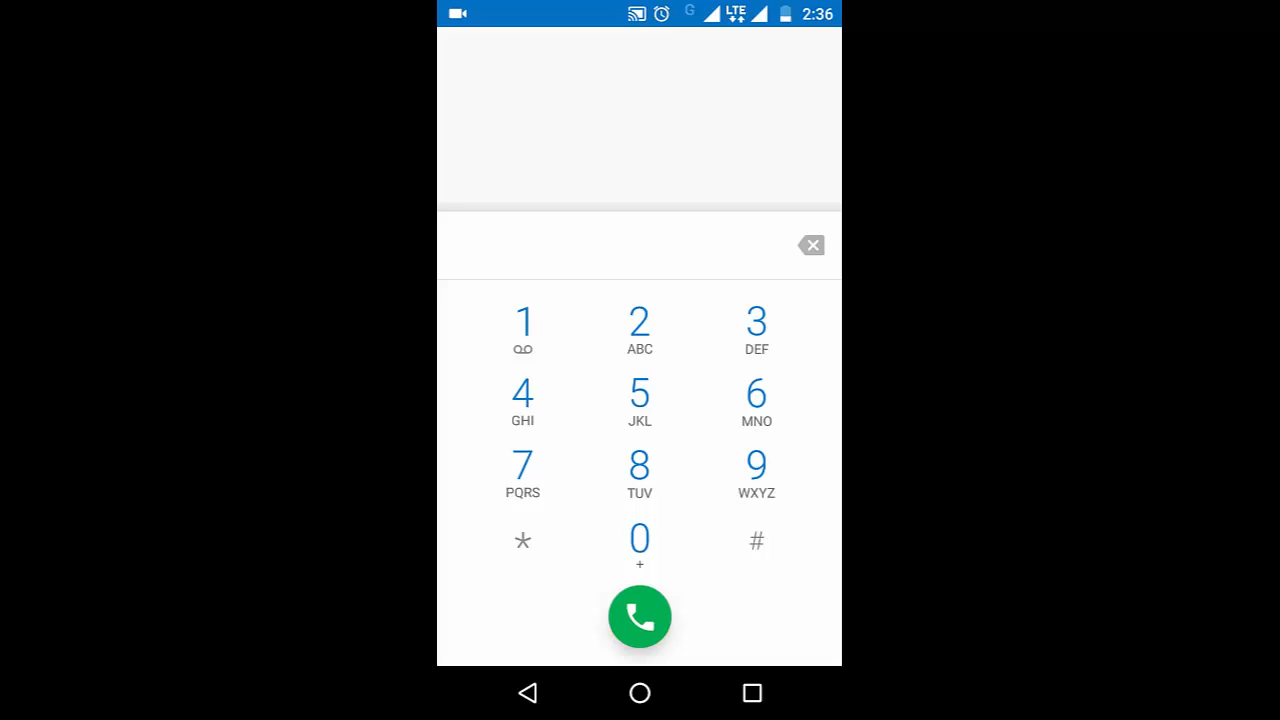 G LTE 2:36
1 2 3
ABC DEF
4 5 6
GHI JKL MNO
7 8 9
PQRS TUV WXYZ
* 0 #
+